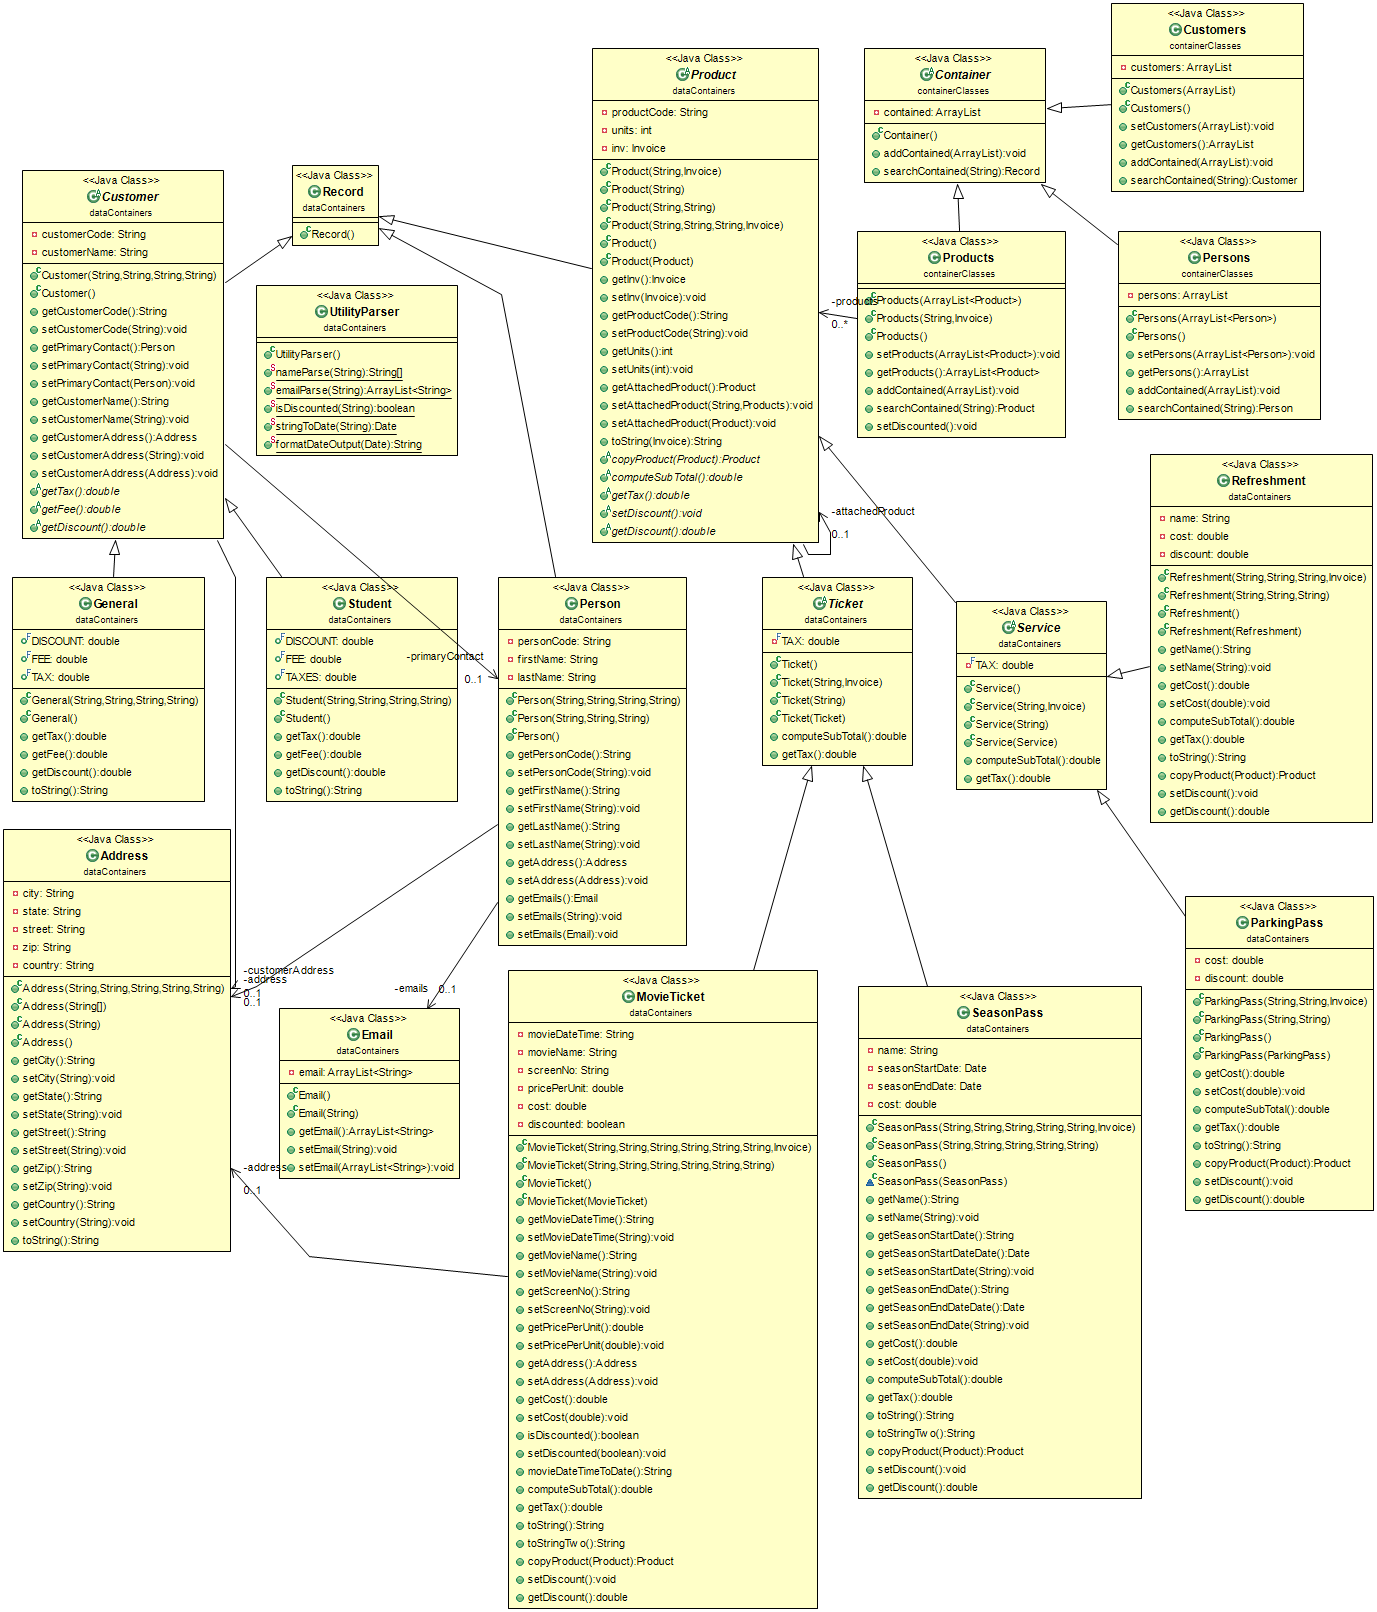 <<Java Class>>
Customers
containerClasses
customers: ArrayList
Customers(ArrayList)
Customers()
setCustomers(ArrayList):void
getCustomers():ArrayList
addContained(ArrayList):void
searchContained(String):Customer
<<Java Class>>
Product
dataContainers
productCode: String
units: int
inv: Invoice
Product(String,Invoice)
Product(String)
Product(String,String)
Product(String,String,String,Invoice)
Product()
Product(Product)
getInv():Invoice
setInv(Invoice):void
getProductCode():String
setProductCode(String):void
getUnits():int
setUnits(int):void
getAttachedProduct():Product
setAttachedProduct(String,Products):void
setAttachedProduct(Product):void
toString(Invoice):String
copyProduct(Product):Product
computeSubTotal():double
getTax():double
setDiscount():void
getDiscount():double
<<Java Class>>
Container
containerClasses
contained: ArrayList
Container()
addContained(ArrayList):void
searchContained(String):Record
<<Java Class>>
Record
dataContainers
Record()
<<Java Class>>
Customer
dataContainers
customerCode: String
customerName: String
Customer(String,String,String,String)
Customer()
getCustomerCode():String
setCustomerCode(String):void
getPrimaryContact():Person
setPrimaryContact(String):void
setPrimaryContact(Person):void
getCustomerName():String
setCustomerName(String):void
getCustomerAddress():Address
setCustomerAddress(String):void
setCustomerAddress(Address):void
getTax():double
getFee():double
getDiscount():double
<<Java Class>>
UtilityParser
dataContainers
UtilityParser()
nameParse(String):String[]
emailParse(String):ArrayList<String>
isDiscounted(String):boolean
stringToDate(String):Date
formatDateOutput(Date):String
-products
0..*
<<Java Class>>
Products
containerClasses
Products(ArrayList<Product>)
Products(String,Invoice)
Products()
setProducts(ArrayList<Product>):void
getProducts():ArrayList<Product>
addContained(ArrayList):void
searchContained(String):Product
setDiscounted():void
<<Java Class>>
Persons
containerClasses
persons: ArrayList
Persons(ArrayList<Person>)
Persons()
setPersons(ArrayList<Person>):void
getPersons():ArrayList
addContained(ArrayList):void
searchContained(String):Person
-attachedProduct
0..1
<<Java Class>>
Refreshment
dataContainers
name: String
cost: double
discount: double
Refreshment(String,String,String,Invoice)
Refreshment(String,String,String)
Refreshment()
Refreshment(Refreshment)
getName():String
setName(String):void
getCost():double
setCost(double):void
computeSubTotal():double
getTax():double
toString():String
copyProduct(Product):Product
setDiscount():void
getDiscount():double
<<Java Class>>
General
dataContainers
DISCOUNT: double
FEE: double
TAX: double
General(String,String,String,String)
General()
getTax():double
getFee():double
getDiscount():double
toString():String
<<Java Class>>
Student
dataContainers
DISCOUNT: double
FEE: double
TAXES: double
Student(String,String,String,String)
Student()
getTax():double
getFee():double
getDiscount():double
toString():String
-primaryContact
0..1
<<Java Class>>
Person
dataContainers
personCode: String
firstName: String
lastName: String
Person(String,String,String,String)
Person(String,String,String)
Person()
getPersonCode():String
setPersonCode(String):void
getFirstName():String
setFirstName(String):void
getLastName():String
setLastName(String):void
getAddress():Address
setAddress(Address):void
getEmails():Email
setEmails(String):void
setEmails(Email):void
<<Java Class>>
Ticket
dataContainers
TAX: double
Ticket()
Ticket(String,Invoice)
Ticket(String)
Ticket(Ticket)
computeSubTotal():double
getTax():double
<<Java Class>>
Service
dataContainers
TAX: double
Service()
Service(String,Invoice)
Service(String)
Service(Service)
computeSubTotal():double
getTax():double
<<Java Class>>
Address
dataContainers
city: String
state: String
street: String
zip: String
country: String
Address(String,String,String,String,String)
Address(String[])
Address(String)
Address()
getCity():String
setCity(String):void
getState():String
setState(String):void
getStreet():String
setStreet(String):void
getZip():String
setZip(String):void
getCountry():String
setCountry(String):void
toString():String
-customerAddress
-address
0..1
0..1
-emails
0..1
<<Java Class>>
Email
dataContainers
email: ArrayList<String>
Email()
Email(String)
getEmail():ArrayList<String>
setEmail(String):void
setEmail(ArrayList<String>):void
-address
0..1
<<Java Class>>
MovieTicket
dataContainers
movieDateTime: String
movieName: String
screenNo: String
pricePerUnit: double
cost: double
discounted: boolean
MovieTicket(String,String,String,String,String,String,Invoice)
MovieTicket(String,String,String,String,String,String)
MovieTicket()
MovieTicket(MovieTicket)
getMovieDateTime():String
setMovieDateTime(String):void
getMovieName():String
setMovieName(String):void
getScreenNo():String
setScreenNo(String):void
getPricePerUnit():double
setPricePerUnit(double):void
getAddress():Address
setAddress(Address):void
getCost():double
setCost(double):void
isDiscounted():boolean
setDiscounted(boolean):void
movieDateTimeToDate():String
computeSubTotal():double
getTax():double
toString():String
toStringTwo():String
copyProduct(Product):Product
setDiscount():void
getDiscount():double
<<Java Class>>
SeasonPass
dataContainers
name: String
seasonStartDate: Date
seasonEndDate: Date
cost: double
SeasonPass(String,String,String,String,String,Invoice)
SeasonPass(String,String,String,String,String)
SeasonPass()
SeasonPass(SeasonPass)
getName():String
setName(String):void
getSeasonStartDate():String
getSeasonStartDateDate():Date
setSeasonStartDate(String):void
getSeasonEndDate():String
getSeasonEndDateDate():Date
setSeasonEndDate(String):void
getCost():double
setCost(double):void
computeSubTotal():double
getTax():double
toString():String
toStringTwo():String
copyProduct(Product):Product
setDiscount():void
getDiscount():double
<<Java Class>>
ParkingPass
dataContainers
cost: double
discount: double
ParkingPass(String,String,Invoice)
ParkingPass(String,String)
ParkingPass()
ParkingPass(ParkingPass)
getCost():double
setCost(double):void
computeSubTotal():double
getTax():double
toString():String
copyProduct(Product):Product
setDiscount():void
getDiscount():double